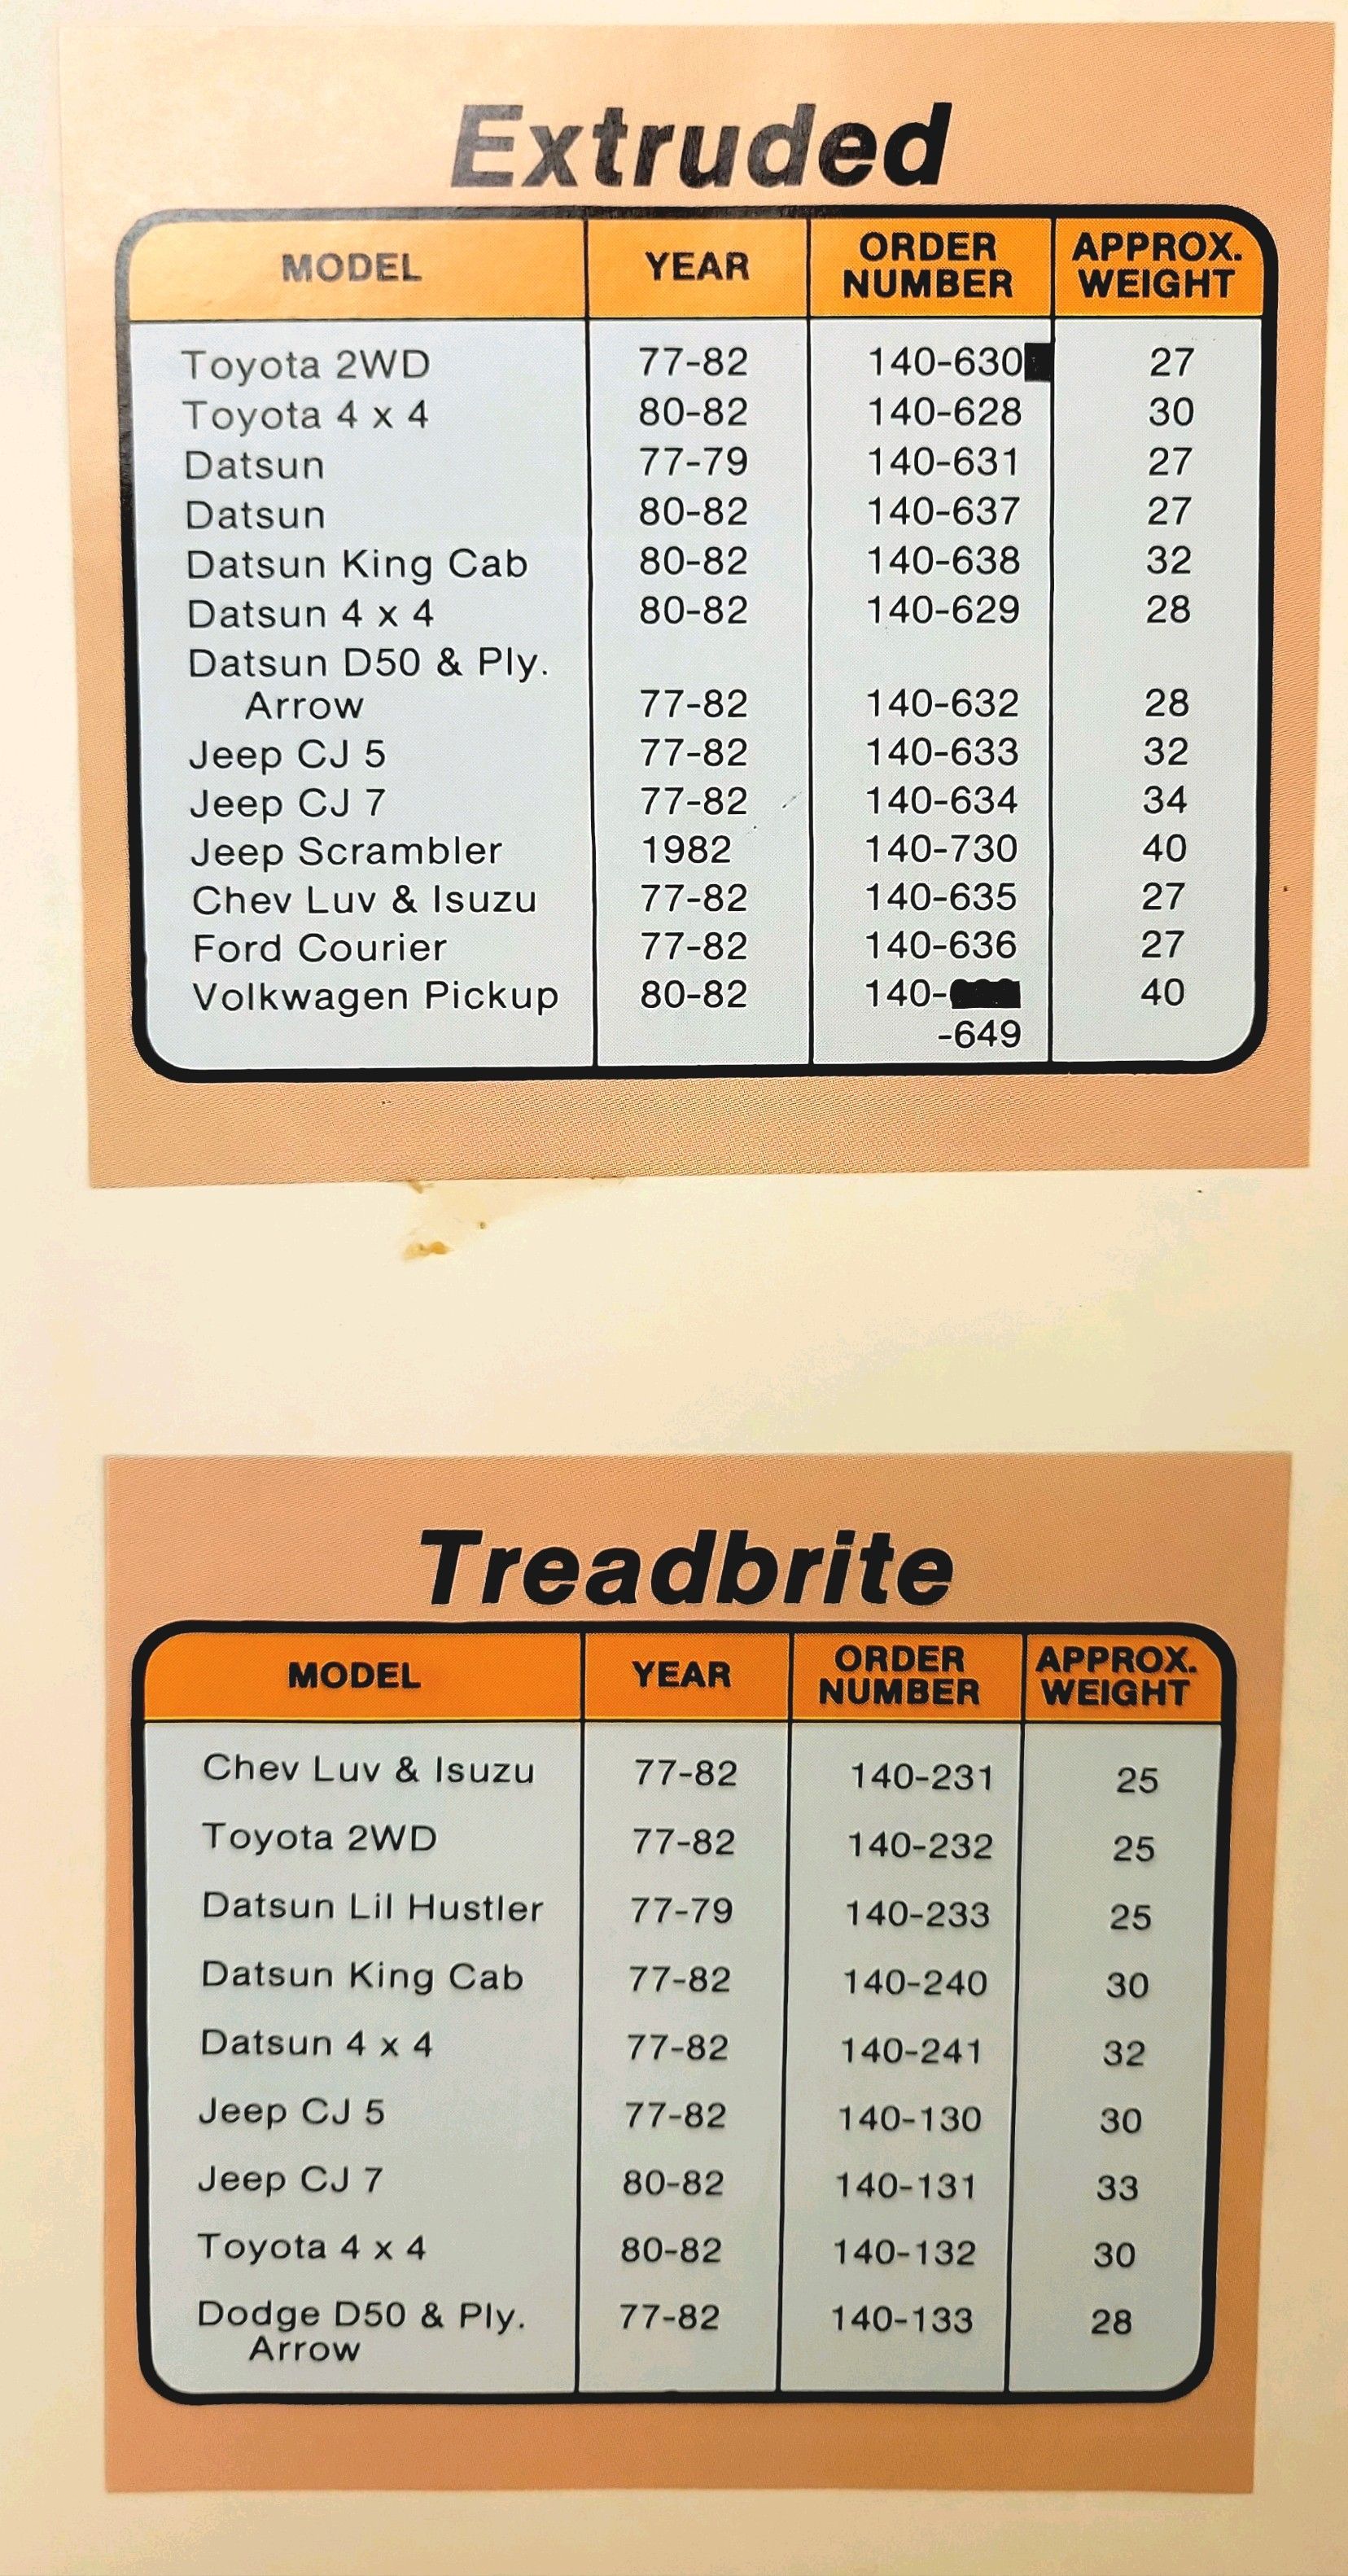 Extruded
MODEL YEAR ORDER NUMBER APPROX. WEIGHT
Toyota 2WD 77-82 140-630 27
Toyota 4 x 4 80-82 140-628 30
Datsun 77-79 140-631 27
Datsun 80-82 140-637 27
Datsun King Cab 80-82 140-638 32
Datsun 4 x 4 80-82 140-629 28
Datsun D50 & Ply.
Arrow 77-82 140-632 28
Jeep CJ 5 77-82 140-633 32
Jeep CJ 7 77-82 140-634 34
Jeep Scrambler 1982 140-730 40
Chev Luv & Isuzu 77-82 140-635 27
Ford Courier 77-82 140-636 27
Volkwagen Pickup 80-82 140- 40
-649
Treadbrite
MODEL YEAR ORDER NUMBER APPROX. WEIGHT
Chev Luv & Isuzu 77-82 140-231 25
Toyota 2WD 77-82 140-232 25
Datsun Lil Hustler 77-79 140-233 25
Datsun King Cab 77-82 140-240 30
Datsun 4 x 4 77-82 140-241 32
Jeep CJ 5 77-82 140-130 30
Jeep CJ 7 80-82 140-131 33
Toyota 4 x 4 80-82 140-132 30
Dodge D50 & Ply. 77-82 140-133 28
Arrow